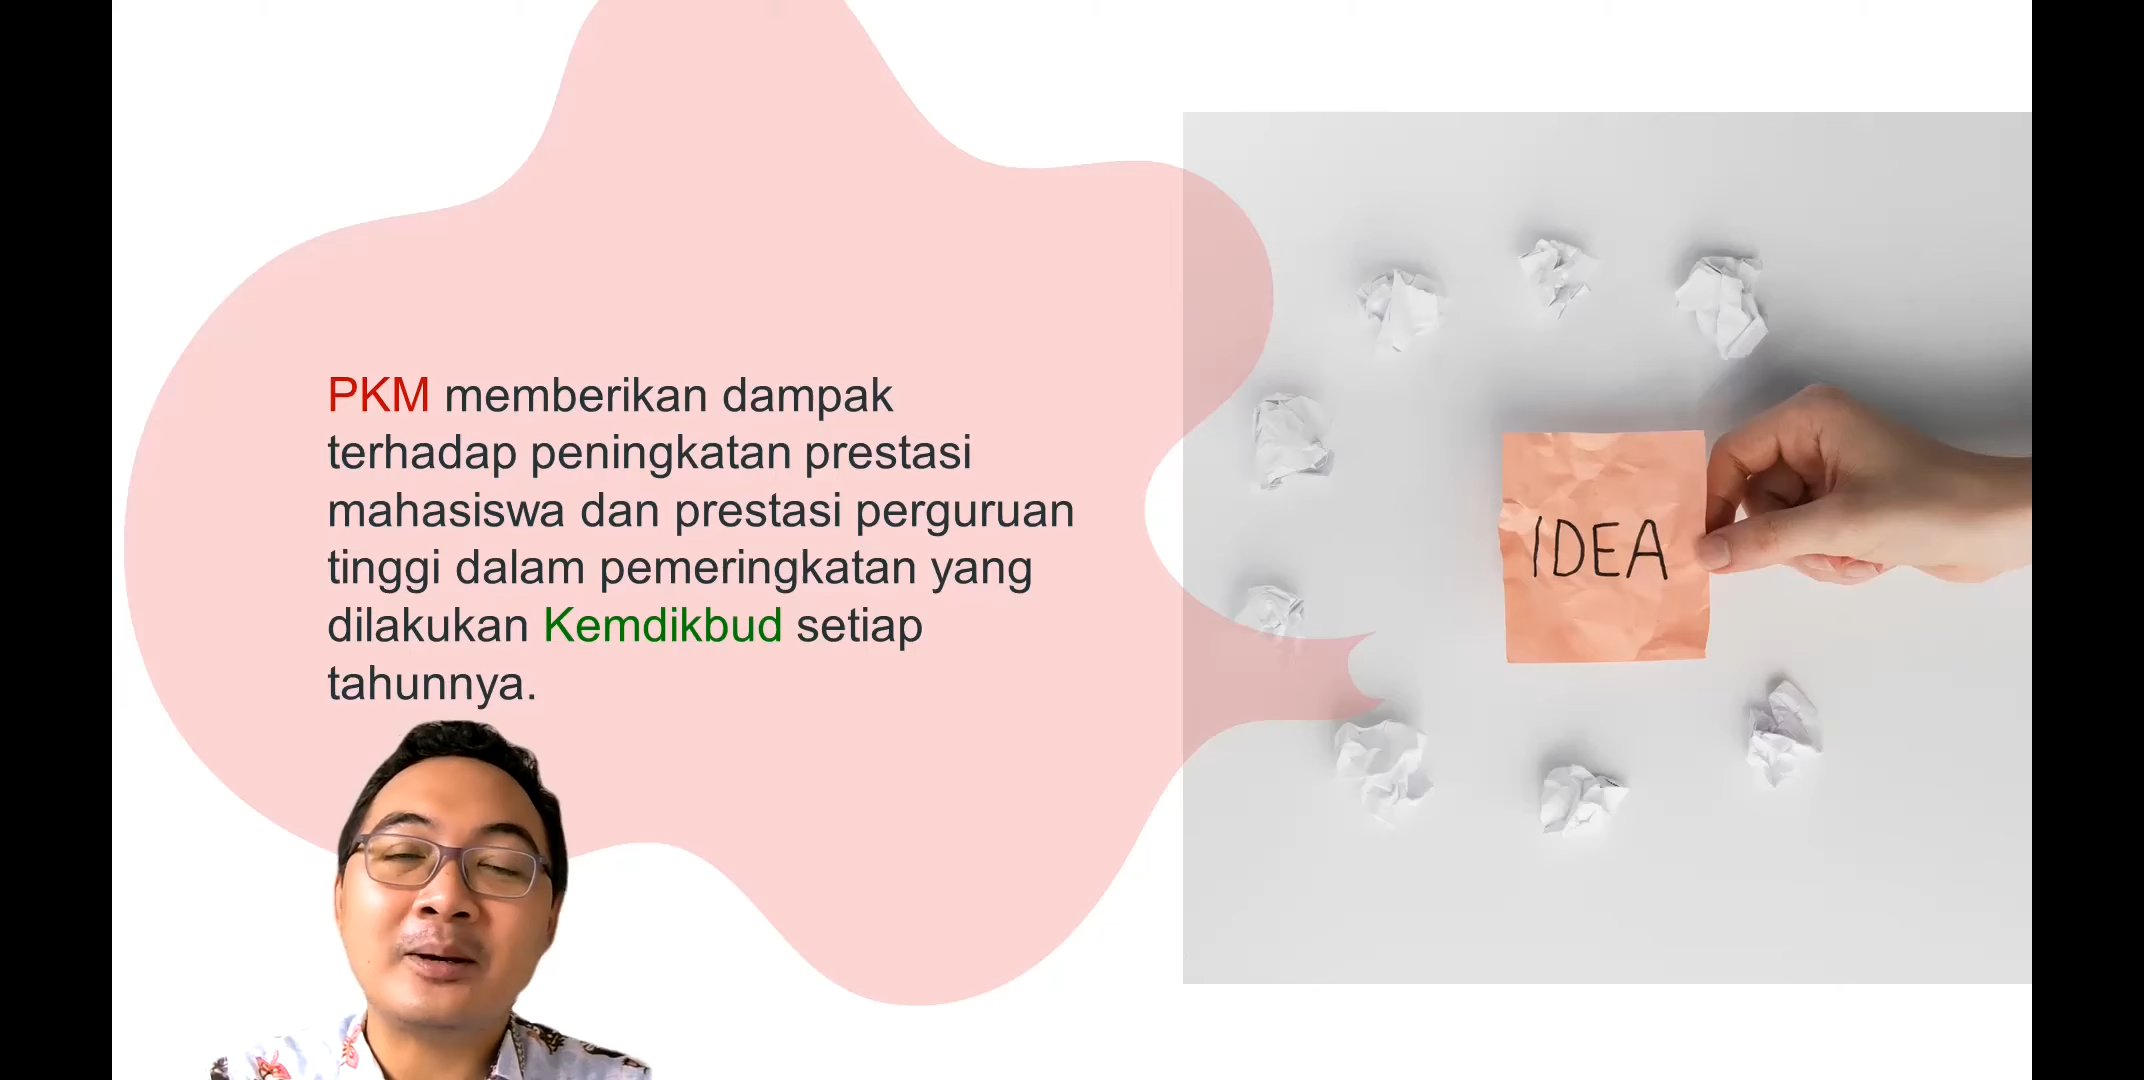 PKM memberikan dampak
terhadap peningkatan prestasi
mahasiswa dan prestasi perguruan
tinggi dalam pemeringkatan yang
dilakukan Kemdikbud setiap
tahunnya.
IDEA